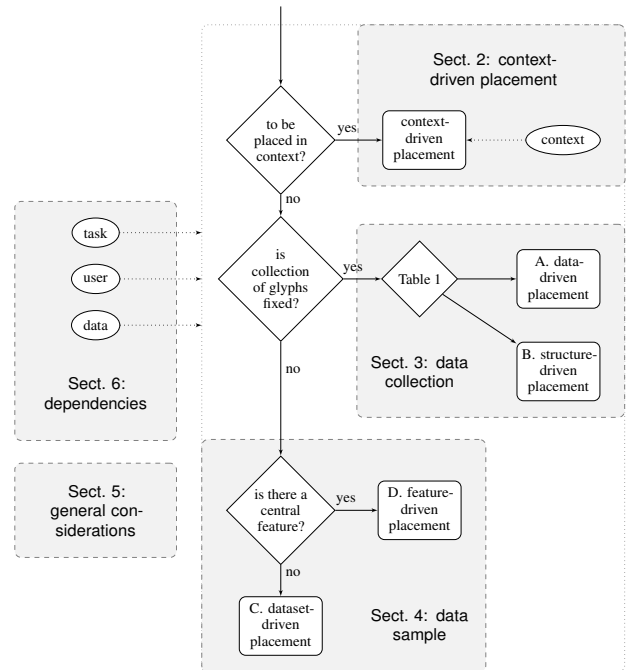 Sect. 2: context-
driven placement
to be
placed in
context?
yes
context-
driven
placement
context
no
task
user
data
Sect. 6:
dependencies
is
collection
of glyphs
fixed?
yes
Table 1
A. data-
driven
placement
B. structure-
driven
placement
Sect. 3: data
collection
no
Sect. 5:
general con-
siderations
is there a
central
feature?
yes
D. feature-
driven
placement
no
C. dataset-
driven
placement
Sect. 4: data
sample